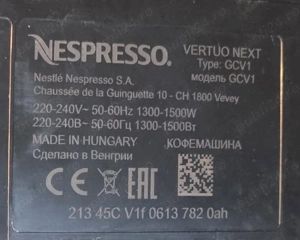 NESPRESSO.
VERTUO NEXT
Type: GCV1
модель GCV1
Nestlé Nespresso S.A.
Chaussée de la Guinguette 10 - CH 1800 Vevey
220-240V~ 50-60Hz 1300-1500W
220-240В~ 50-60Гц 1300-1500Вт
MADE IN HUNGARY
КОФЕМАШИНА
Сделано в Венгрии
CE EAC
213 45C V1f 0613 782 0ah